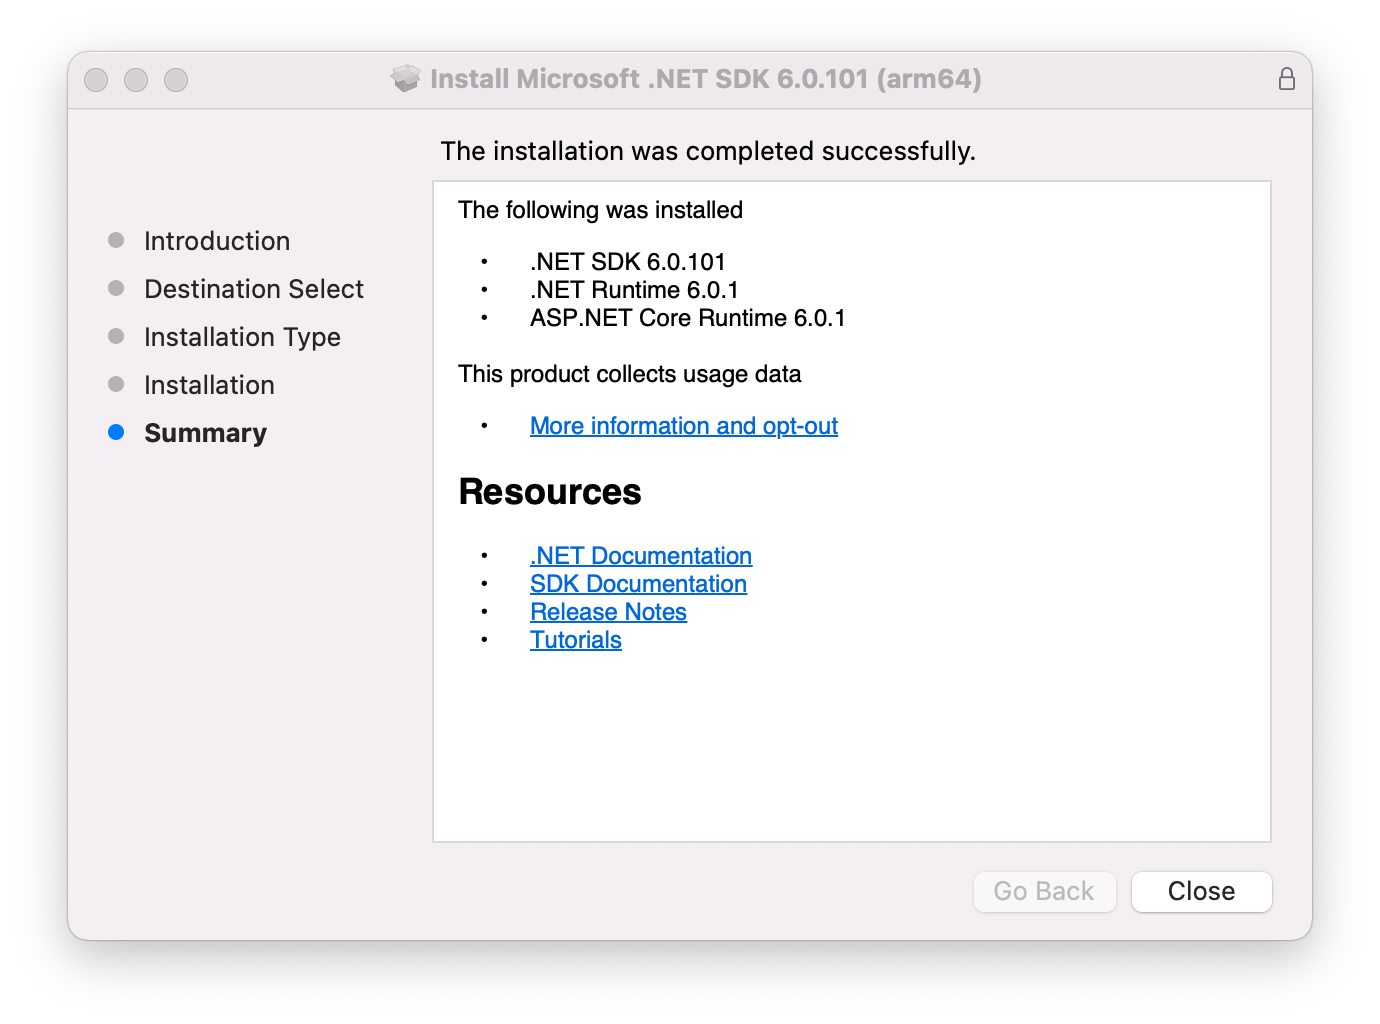 Install Microsoft .NET SDK 6.0.101 (arm64)
The installation was completed successfully.
Introduction
Destination Select
Installation Type
Installation
Summary
The following was installed
• .NET SDK 6.0.101
• .NET Runtime 6.0.1
• ASP.NET Core Runtime 6.0.1
This product collects usage data
• More information and opt-out
Resources
• .NET Documentation
• SDK Documentation
• Release Notes
• Tutorials
Go Back
Close